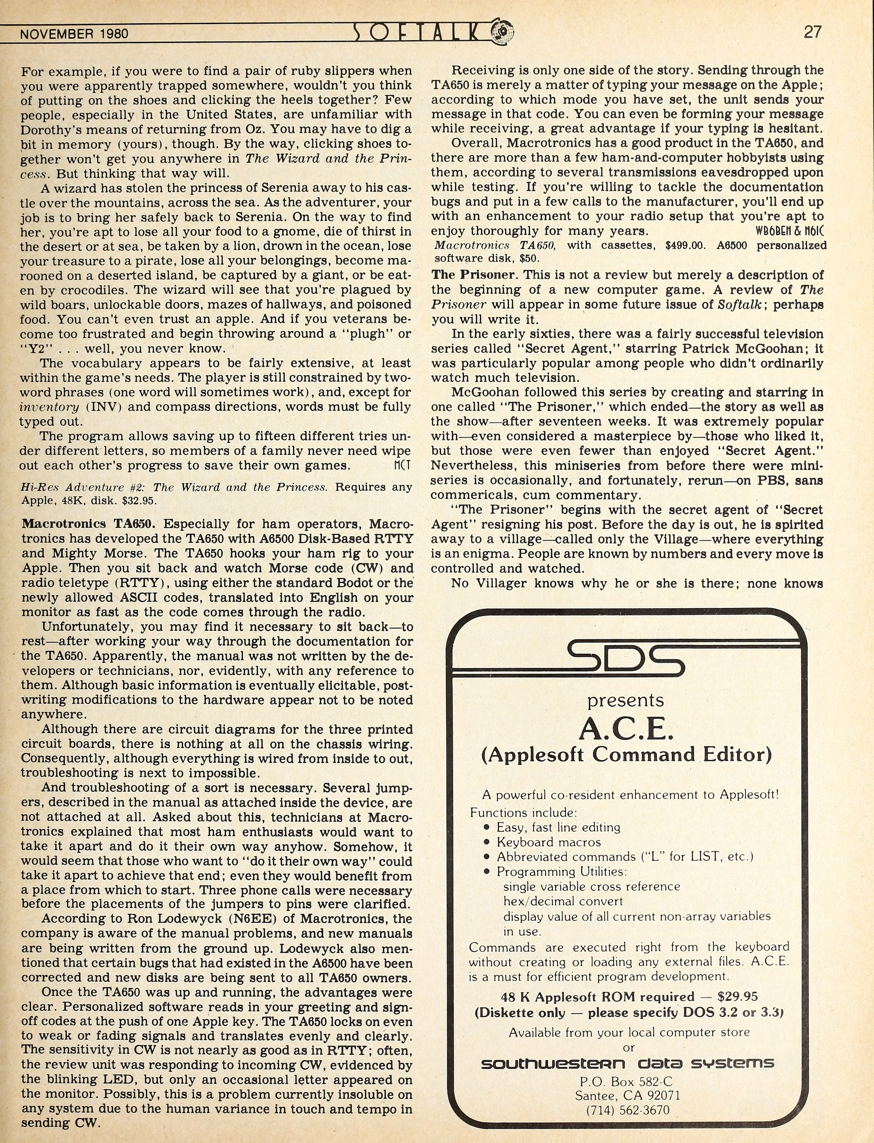 NOVEMBER 1980
SOFTALK
27
For example, if you were to find a pair of ruby slippers when
you were apparently trapped somewhere, wouldn't you think
of putting on the shoes and clicking the heels together? Few
people, especially in the United States, are unfamiliar with
Dorothy's means of returning from Oz. You may have to dig a
bit in memory (yours), though. By the way, clicking shoes to-
gether won't get you anywhere in The Wizard and the Prin-
cess. But thinking that way will.
A wizard has stolen the princess of Serenia away to his cas-
tle over the mountains, across the sea. As the adventurer, your
job is to bring her safely back to Serenia. On the way to find
her, you're apt to lose all your food to a gnome, die of thirst in
the desert or at sea, be taken by a lion, drown in the ocean, lose
your treasure to a pirate, lose all your belongings, become ma-
rooned on a deserted island, be captured by a giant, or be eat-
en by crocodiles. The wizard will see that you're plagued by
wild boars, unlockable doors, mazes of hallways, and poisoned
food. You can't even trust an apple. And if you veterans be-
come too frustrated and begin throwing around a "plugh" or
"Y2" . . . well, you never know.
The vocabulary appears to be fairly extensive, at least
within the game's needs. The player is still constrained by two-
word phrases (one word will sometimes work), and, except for
inventory (INV) and compass directions, words must be fully
typed out.
The program allows saving up to fifteen different tries un-
der different letters, so members of a family never need wipe
out each other's progress to save their own games. MCT
Hi-Res Adventure #2: The Wizard and the Princess. Requires any
Apple, 48K, disk. $32.95.
Macrotronics TA650. Especially for ham operators, Macro-
tronics has developed the TA650 with A6500 Disk-Based RTTY
and Mighty Morse. The TA650 hooks your ham rig to your
Apple. Then you sit back and watch Morse code (CW) and
radio teletype (RTTY), using either the standard Bodot or the
newly allowed ASCII codes, translated into English on your
monitor as fast as the code comes through the radio.
Unfortunately, you may find it necessary to sit back—to
rest—after working your way through the documentation for
the TA650. Apparently, the manual was not written by the de-
velopers or technicians, nor, evidently, with any reference to
them. Although basic information is eventually elicitable, post-
writing modifications to the hardware appear not to be noted
anywhere.
Although there are circuit diagrams for the three printed
circuit boards, there is nothing at all on the chassis wiring.
Consequently, although everything is wired from inside to out,
troubleshooting is next to impossible.
And troubleshooting of a sort is necessary. Several jump-
ers, described in the manual as attached inside the device, are
not attached at all. Asked about this, technicians at Macro-
tronics explained that most ham enthusiasts would want to
take it apart and do it their own way anyhow. Somehow, it
would seem that those who want to "do it their own way" could
take it apart to achieve that end; even they would benefit from
a place from which to start. Three phone calls were necessary
before the placements of the jumpers to pins were clarified.
According to Ron Lodewyck (N6EE) of Macrotronics, the
company is aware of the manual problems, and new manuals
are being written from the ground up. Lodewyck also men-
tioned that certain bugs that had existed in the A6500 have been
corrected and new disks are being sent to all TA650 owners.
Once the TA650 was up and running, the advantages were
clear. Personalized software reads in your greeting and sign-
off codes at the push of one Apple key. The TA650 locks on even
to weak or fading signals and translates evenly and clearly.
The sensitivity in CW is not nearly as good as in RTTY; often,
the review unit was responding to incoming CW, evidenced by
the blinking LED, but only an occasional letter appeared on
the monitor. Possibly, this is a problem currently insoluble on
any system due to the human variance in touch and tempo in
sending CW.
Receiving is only one side of the story. Sending through the
TA650 is merely a matter of typing your message on the Apple;
according to which mode you have set, the unit sends your
message in that code. You can even be forming your message
while receiving, a great advantage if your typing is hesitant.
Overall, Macrotronics has a good product in the TA650, and
there are more than a few ham-and-computer hobbyists using
them, according to several transmissions eavesdropped upon
while testing. If you're willing to tackle the documentation
bugs and put in a few calls to the manufacturer, you'll end up
with an enhancement to your radio setup that you're apt to
enjoy thoroughly for many years.
Macrotronics TA650, with cassettes, $499.00. A6500 personalized
software disk, $50.
The Prisoner. This is not a review but merely a description of
the beginning of a new computer game. A review of The
Prisoner will appear in some future issue of Softalk; perhaps
you will write it.
In the early sixties, there was a fairly successful television
series called "Secret Agent," starring Patrick McGoohan; it
was particularly popular among people who didn't ordinarily
watch much television.
McGoohan followed this series by creating and starring in
one called "The Prisoner," which ended—the story as well as
the show—after seventeen weeks. It was extremely popular
with—even considered a masterpiece by—those who liked it,
but those were even fewer than enjoyed "Secret Agent."
Nevertheless, this miniseries from before there were mini-
series is occasionally, and fortunately, rerun—on PBS, sans
commericals, cum commentary.
"The Prisoner" begins with the secret agent of "Secret
Agent" resigning his post. Before the day is out, he is spirited
away to a village—called only the Village—where everything
is an enigma. People are known by numbers and every move is
controlled and watched.
No Villager knows why he or she is there; none knows
SDS
presents
A.C.E.
(Applesoft Command Editor)
A powerful co-resident enhancement to Applesoft!
Functions include:
• Easy, fast line editing
• Keyboard macros
• Abbreviated commands ("L" for LIST, etc.)
• Programming Utilities:
single variable cross reference
hex/decimal convert
display value of all current non-array variables
in use.
Commands are executed right from the keyboard
without creating or loading any external files. A.C.E.
is a must for efficient program development.
48 K Applesoft ROM required — $29.95
(Diskette only — please specify DOS 3.2 or 3.3)
Available from your local computer store
or
southwestern data systems
P.O. Box 582-C
Santee, CA 92071
(714) 562-3670